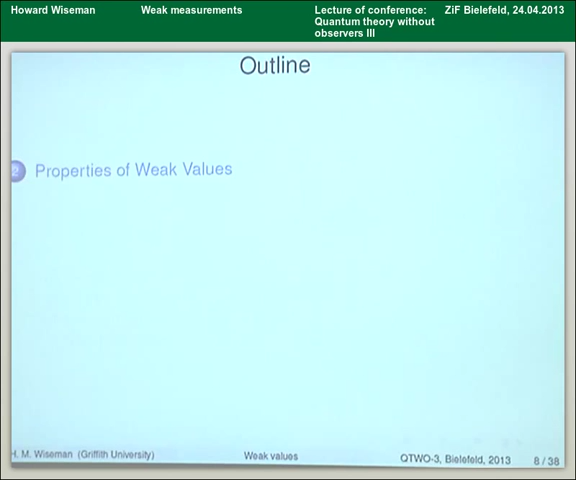 Howard Wiseman Weak measurements Lecture of conference: ZiF Bielefeld, 24.04.2013
Quantum theory without
observers III
Outline
2 Properties of Weak Values
H. M. Wiseman (Griffith University) Weak values QTWO-3, Bielefeld, 2013 8 / 38